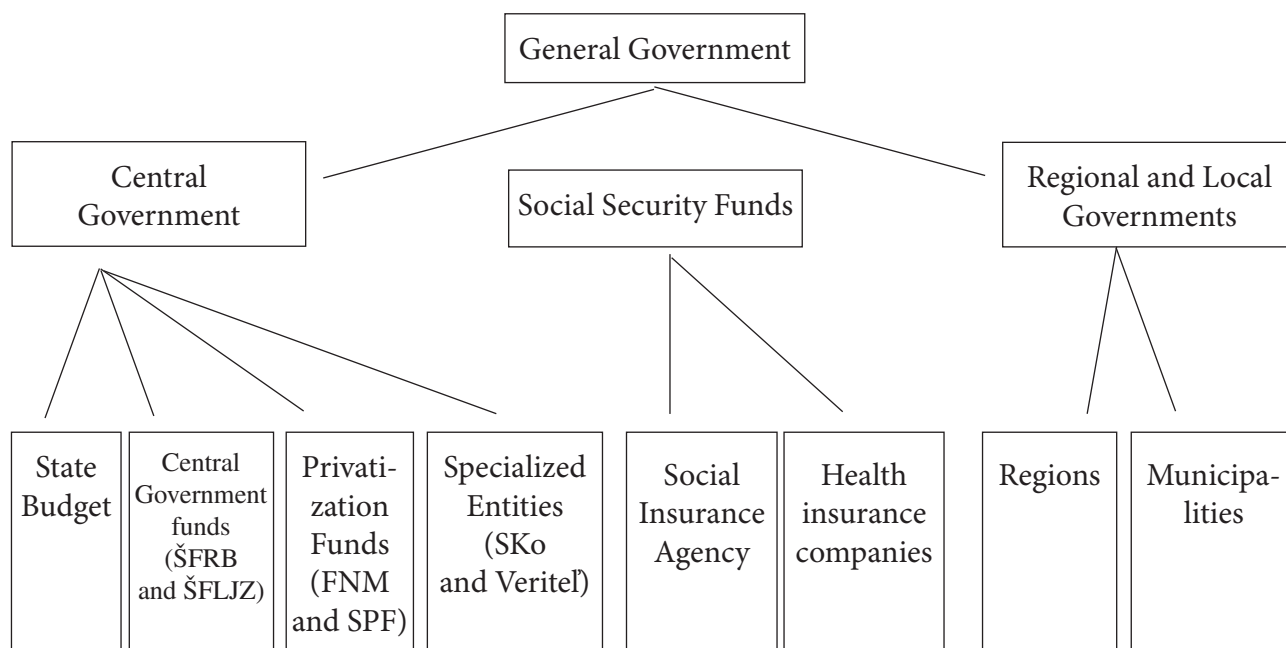 General Government
Central
Government
Social Security Funds
Regional and Local
Governments
State
Budget
Central
Government
funds
(ŠFRB
and ŠFLJZ)
Privati-
zation
Funds
(FNM
and SPF)
Specialized
Entities
(SKo
and Veriteľ)
Social
Insurance
Agency
Health
insurance
companies
Regions
Municipa-
lities